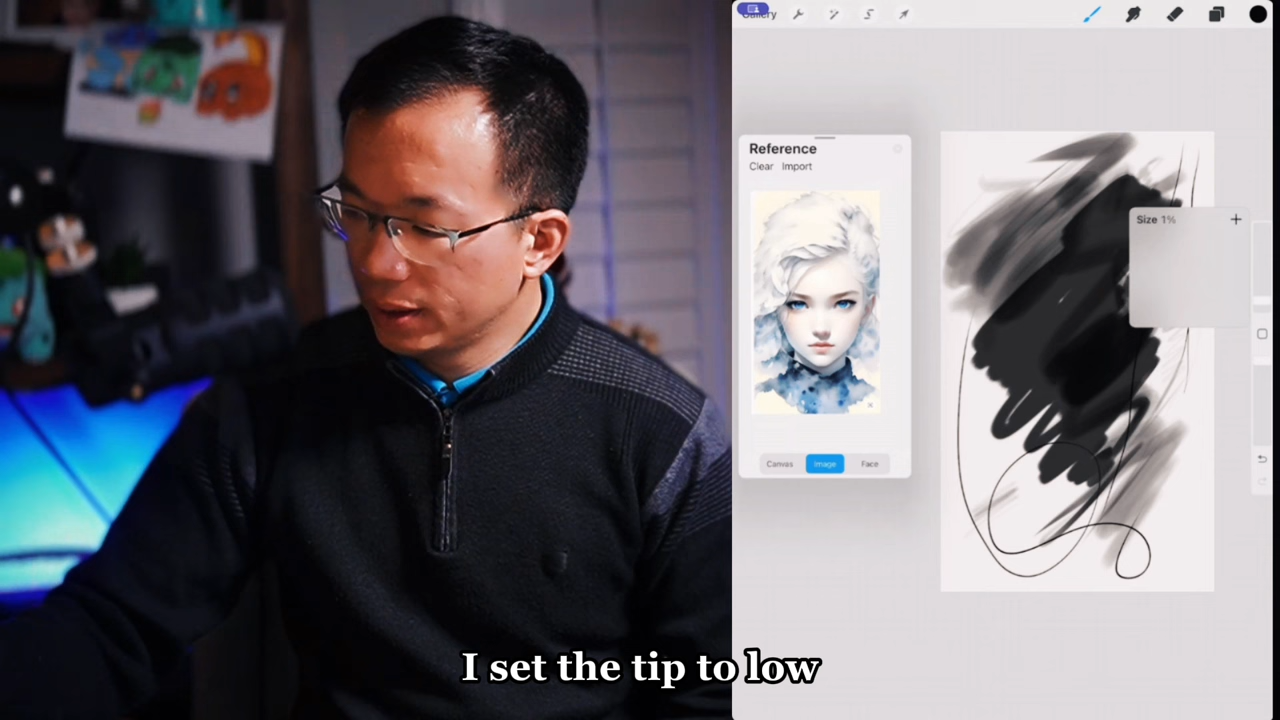 Gallery
Reference
Clear Import
Size 1%
Canvas Image Face
I set the tip to low